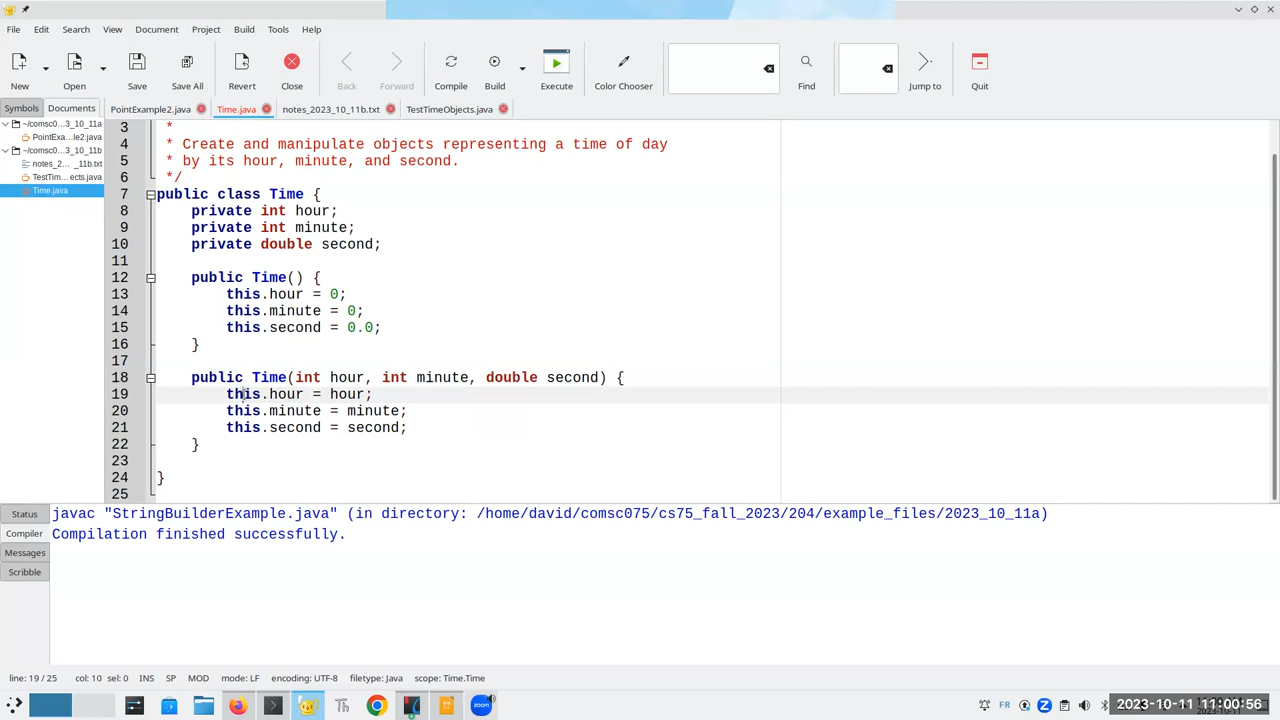 File Edit Search View Document Project Build Tools Help
New Open Save Save All Revert Close Back Forward Compile Build Execute Color Chooser Find Jump to Quit
Symbols Documents PointExample2.java Time.java notes_2023_10_11b.txt TestTimeObjects.java
~/comsc0...3_10_11a
PointExa...le2.java
~/comsc0...3_10_11b
notes_2... _11b.txt
TestTim...ects.java
Time.java
3 *
4 * Create and manipulate objects representing a time of day
5 * by its hour, minute, and second.
6 */
7 public class Time {
8 private int hour;
9 private int minute;
10 private double second;
11
12 public Time() {
13 this.hour = 0;
14 this.minute = 0;
15 this.second = 0.0;
16 }
17
18 public Time(int hour, int minute, double second) {
19 this.hour = hour;
20 this.minute = minute;
21 this.second = second;
22 }
23
24 }
25
Status
Compiler
Messages
Scribble
javac "StringBuilderExample.java" (in directory: /home/david/comsc075/cs75_fall_2023/204/example_files/2023_10_11a)
Compilation finished successfully.
line: 19 / 25 col: 10 sel: 0 INS SP MOD mode: LF encoding: UTF-8 filetype: Java scope: Time.Time
Th zoom FR 2023-10-11 11:00:56